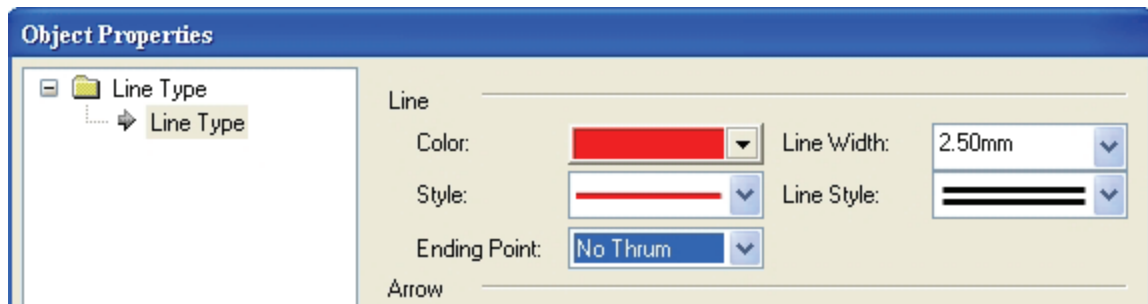 Object Properties
Line Type
Line Type
Line
Color:
Line Width: 2.50mm
Style:
Line Style:
Ending Point: No Thrum
Arrow